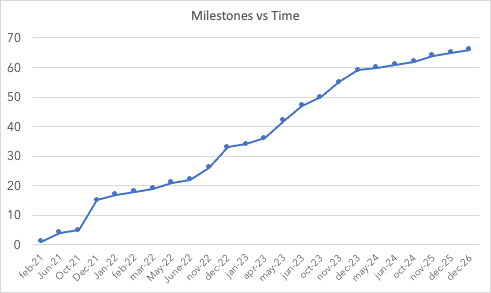 Milestones vs Time
70
60
50
40
30
20
10
0
feb-21
Jun-21
Oct-21
Dec-21
Jan-22
feb-22
mar-22
May-22
June-22
nov-22
dec-22
jan-23
apr-23
may-23
jun-23
oct-23
nov-23
dec-23
may-24
jun-24
oct-24
nov-25
dec-25
dec-26